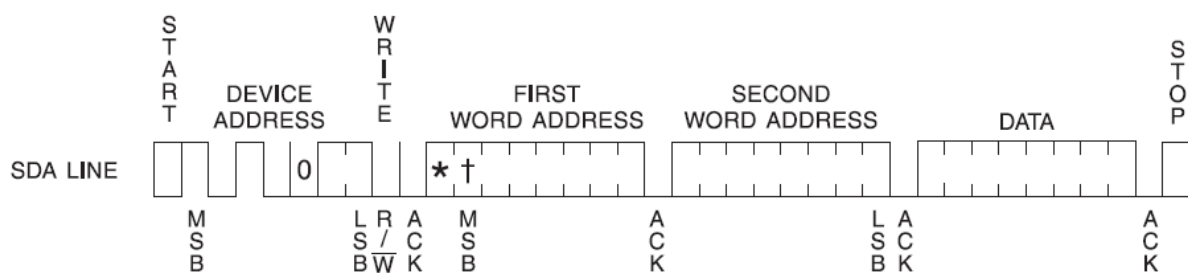 START
WRITE
STOP
DEVICE
ADDRESS
FIRST
WORD ADDRESS
SECOND
WORD ADDRESS
DATA
SDA LINE
0
* †
MSB
LSB
R/W
ACK
MSB
ACK
LSB
ACK
ACK